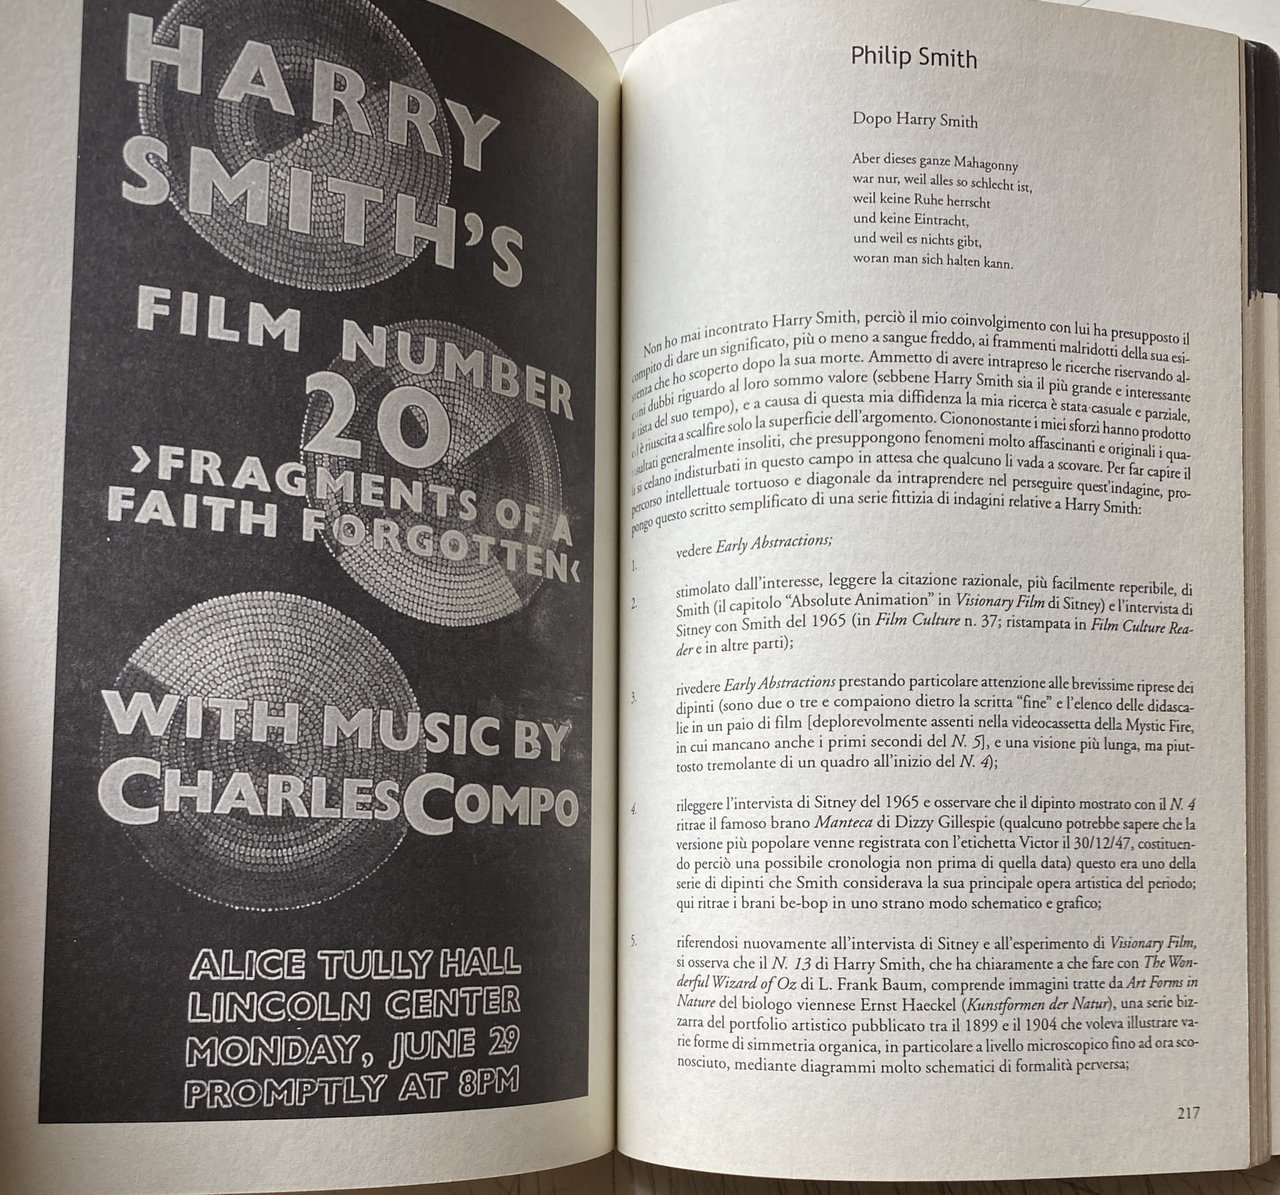 HARRY
SMITH'S
FILM NUMBER
20
›FRAGMENTS OF A
FAITH FORGOTTEN‹
WITH MUSIC BY
CHARLES COMPO
ALICE TULLY HALL
LINCOLN CENTER
MONDAY, JUNE 29
PROMPTLY AT 8PM
Philip Smith
Dopo Harry Smith
Aber dieses ganze Mahagonny
war nur, weil alles so schlecht ist,
weil keine Ruhe herrscht
und keine Eintracht,
und weil es nichts gibt,
woran man sich halten kann.
Non ho mai incontrato Harry Smith, perciò il mio coinvolgimento con lui ha presupposto il
compito di dare un significato, più o meno a sangue freddo, ai frammenti malridotti della sua esi-
stenza che ho scoperto dopo la sua morte. Ammetto di avere intrapreso le ricerche riservando al-
cuni dubbi riguardo al loro sommo valore (sebbene Harry Smith sia il più grande e interessante
artista del suo tempo), e a causa di questa mia diffidenza la mia ricerca è stata casuale e parziale,
ed è riuscita a scalfire solo la superficie dell'argomento. Ciononostante i miei sforzi hanno prodotto
risultati generalmente insoliti, che presuppongono fenomeni molto affascinanti e originali i qua-
li si celano indisturbati in questo campo in attesa che qualcuno li vada a scovare. Per far capire il
percorso intellettuale tortuoso e diagonale da intraprendere nel perseguire quest'indagine, pro-
pongo questo scritto semplificato di una serie fittizia di indagini relative a Harry Smith:
1. vedere Early Abstractions;
2. stimolato dall'interesse, leggere la citazione razionale, più facilmente reperibile, di
Smith (il capitolo "Absolute Animation" in Visionary Film di Sitney) e l'intervista di
Sitney con Smith del 1965 (in Film Culture n. 37; ristampata in Film Culture Rea-
der e in altre parti);
3. rivedere Early Abstractions prestando particolare attenzione alle brevissime riprese dei
dipinti (sono due o tre e compaiono dietro la scritta "fine" e l'elenco delle didasca-
lie in un paio di film [deplorevolmente assenti nella videocassetta della Mystic Fire,
in cui mancano anche i primi secondi del N. 5], e una visione più lunga, ma piut-
tosto tremolante di un quadro all'inizio del N. 4);
4. rileggere l'intervista di Sitney del 1965 e osservare che il dipinto mostrato con il N. 4
ritrae il famoso brano Manteca di Dizzy Gillespie (qualcuno potrebbe sapere che la
versione più popolare venne registrata con l'etichetta Victor il 30/12/47, costituen-
do perciò una possibile cronologia non prima di quella data) questo era uno della
serie di dipinti che Smith considerava la sua principale opera artistica del periodo;
qui ritrae i brani be-bop in uno strano modo schematico e grafico;
5. riferendosi nuovamente all'intervista di Sitney e all'esperimento di Visionary Film,
si osserva che il N. 13 di Harry Smith, che ha chiaramente a che fare con The Won-
derful Wizard of Oz di L. Frank Baum, comprende immagini tratte da Art Forms in
Nature del biologo viennese Ernst Haeckel (Kunstformen der Natur), una serie biz-
zarra del portfolio artistico pubblicato tra il 1899 e il 1904 che voleva illustrare va-
rie forme di simmetria organica, in particolare a livello microscopico fino ad ora sco-
nosciuto, mediante diagrammi molto schematici di formalità perversa;
217